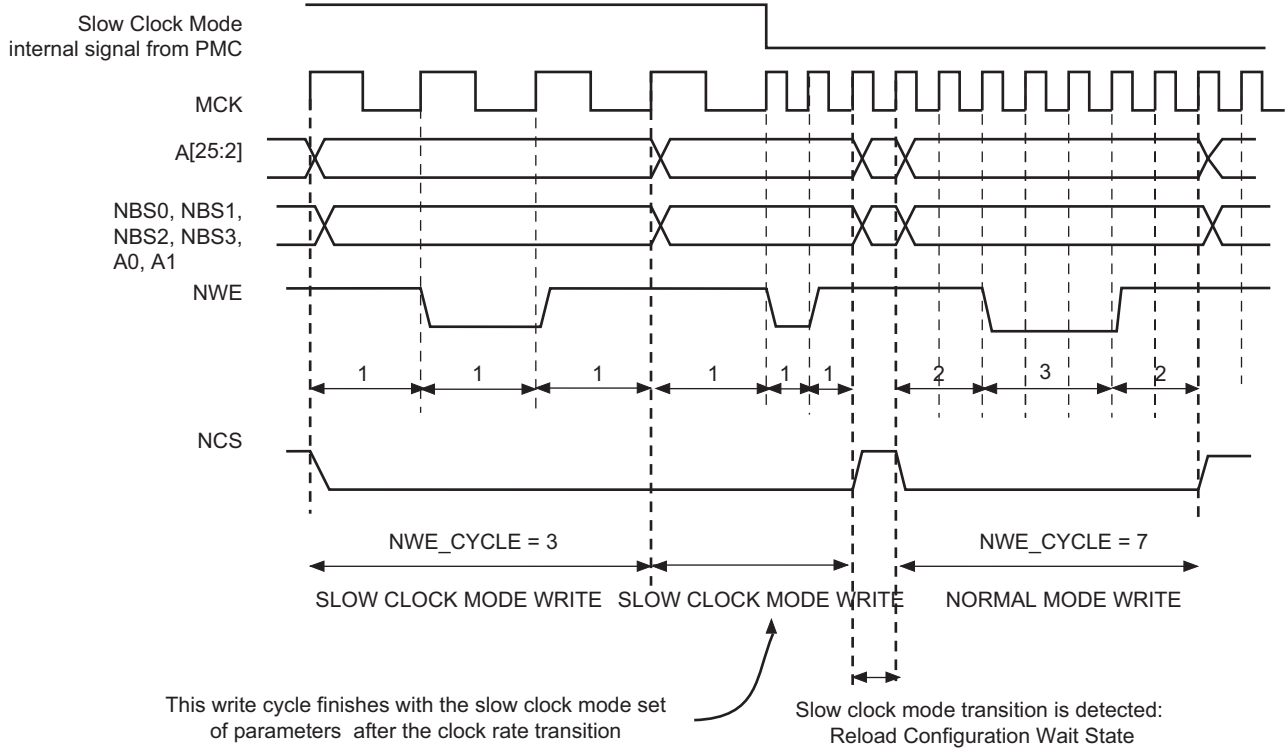 Slow Clock Mode
internal signal from PMC
MCK
A[25:2]
NBS0, NBS1,
NBS2, NBS3,
A0, A1
NWE
1 1 1 1 1 1 2 3 2
NCS
NWE_CYCLE = 3 NWE_CYCLE = 7
SLOW CLOCK MODE WRITE SLOW CLOCK MODE WRITE NORMAL MODE WRITE
This write cycle finishes with the slow clock mode set
of parameters after the clock rate transition
Slow clock mode transition is detected:
Reload Configuration Wait State